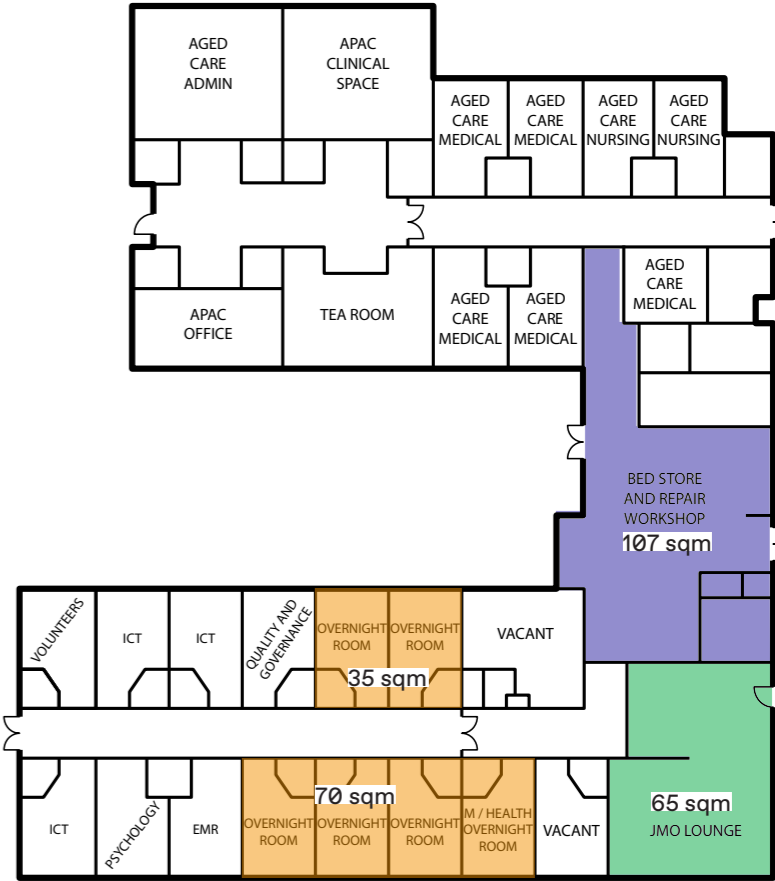 AGED
CARE
ADMIN
APAC
CLINICAL
SPACE
AGED
CARE
MEDICAL
AGED
CARE
MEDICAL
AGED
CARE
NURSING
AGED
CARE
NURSING
APAC
OFFICE
TEA ROOM
AGED
CARE
MEDICAL
AGED
CARE
MEDICAL
AGED
CARE
MEDICAL
BED STORE
AND REPAIR
WORKSHOP
107 sqm
VOLUNTEERS
ICT
ICT
QUALITY AND
GOVERNANCE
OVERNIGHT
ROOM
OVERNIGHT
ROOM
35 sqm
VACANT
ICT
PSYCHOLOGY
EMR
OVERNIGHT
ROOM
OVERNIGHT
ROOM
OVERNIGHT
ROOM
70 sqm
M / HEALTH
OVERNIGHT
ROOM
VACANT
65 sqm
JMO LOUNGE